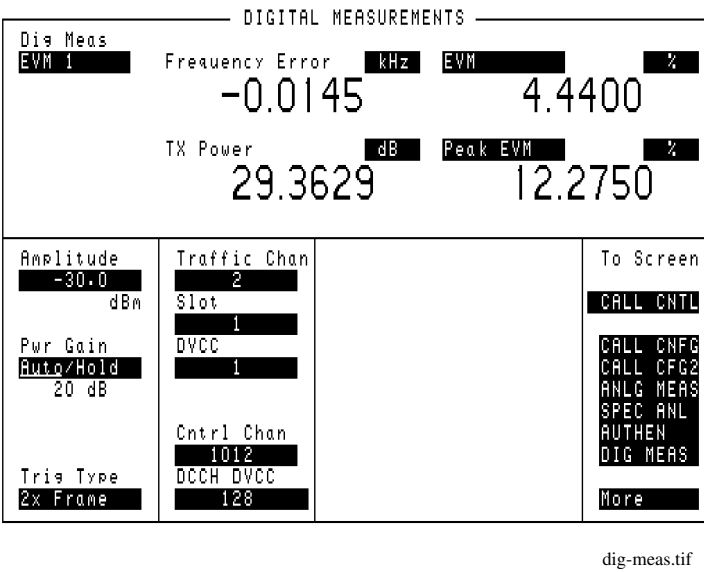 DIGITAL MEASUREMENTS
Dig Meas
EVM 1
Frequency Error kHz
-0.0145
EVM %
4.4400
TX Power dB
29.3629
Peak EVM %
12.2750
Amplitude
-30.0
dBm
Pwr Gain
Auto/Hold
20 dB
Trig Type
2x Frame
Traffic Chan
2
Slot
1
DVCC
1
Cntrl Chan
1012
DCCH DVCC
128
To Screen
CALL CNTL
CALL CNFG
CALL CFG2
ANLG MEAS
SPEC ANL
AUTHEN
DIG MEAS
More
dig-meas.tif